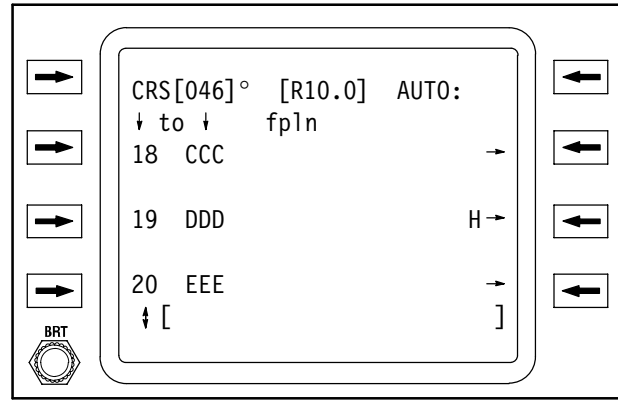 CRS[046]° [R10.0] AUTO:
↓ to ↓ fpln
18 CCC →
19 DDD H→
20 EEE →
↕ [ ]
BRT